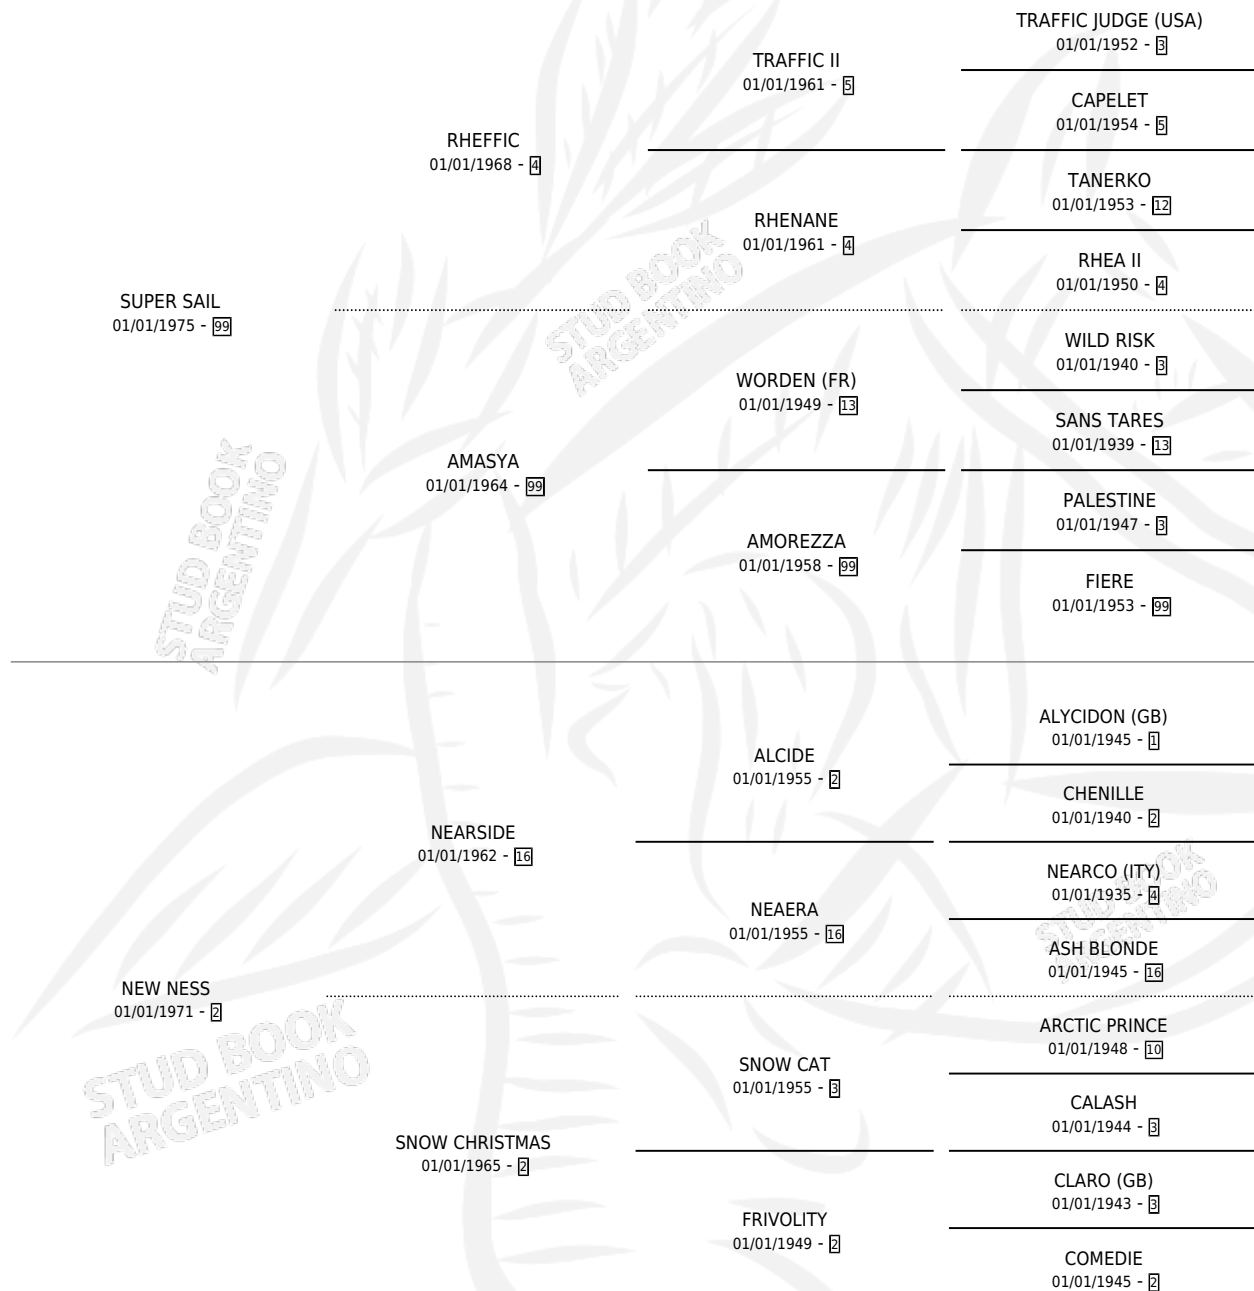 TRAFFIC JUDGE (USA)
01/01/1952 - 3
TRAFFIC II
01/01/1961 - 5
CAPELET
01/01/1954 - 5
RHEFFIC
01/01/1968 - 4
TANERKO
01/01/1953 - 12
RHENANE
01/01/1961 - 4
RHEA II
01/01/1950 - 4
SUPER SAIL
01/01/1975 - 99
STUD BOOK
ARGENTINO
WILD RISK
01/01/1940 - 3
WORDEN (FR)
01/01/1949 - 13
SANS TARES
01/01/1939 - 13
AMASYA
01/01/1964 - 99
PALESTINE
01/01/1947 - 3
AMOREZZA
01/01/1958 - 99
FIERE
01/01/1953 - 99
STUD BOOK
ARGENTINO
ALYCIDON (GB)
01/01/1945 - 1
ALCIDE
01/01/1955 - 2
CHENILLE
01/01/1940 - 2
NEARSIDE
01/01/1962 - 16
NEARCO (ITY)
01/01/1935 - 4
NEAERA
01/01/1955 - 16
ASH BLONDE
01/01/1945 - 16
STUD BOOK
ARGENTINO
NEW NESS
01/01/1971 - 2
ARCTIC PRINCE
01/01/1948 - 10
SNOW CAT
01/01/1955 - 3
CALASH
01/01/1944 - 3
STUD BOOK
ARGENTINO
SNOW CHRISTMAS
01/01/1965 - 2
CLARO (GB)
01/01/1943 - 3
FRIVOLITY
01/01/1949 - 2
COMEDIE
01/01/1945 - 2